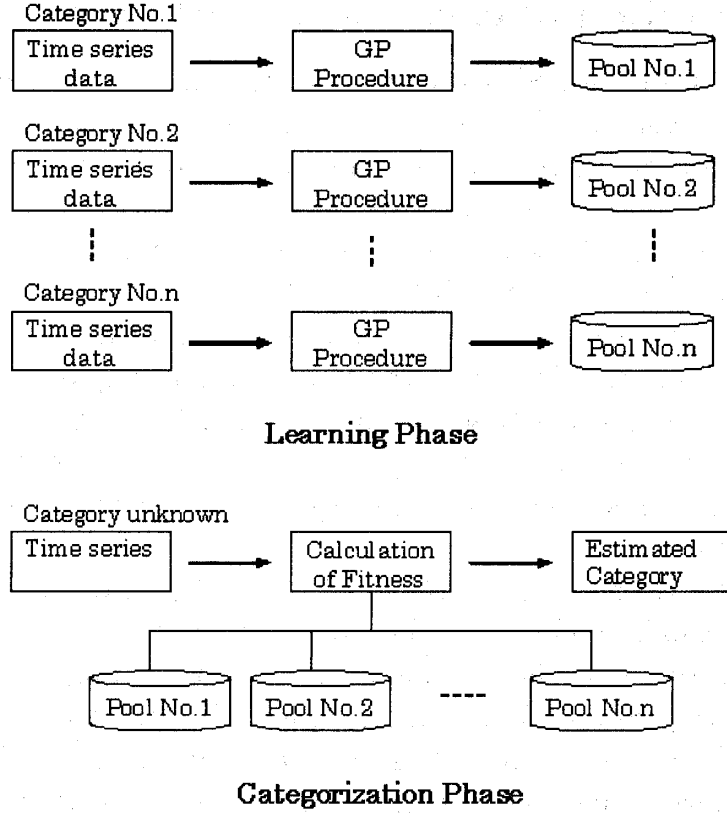 Category No.1
Time series
data
GP
Procedure
Pool No.1
Category No.2
Time series
data
GP
Procedure
Pool No.2
Category No.n
Time series
data
GP
Procedure
Pool No.n
Learning Phase
Category unknown
Time series
Calculation
of Fitness
Estimated
Category
Pool No.1
Pool No.2
Pool No.n
Categorization Phase